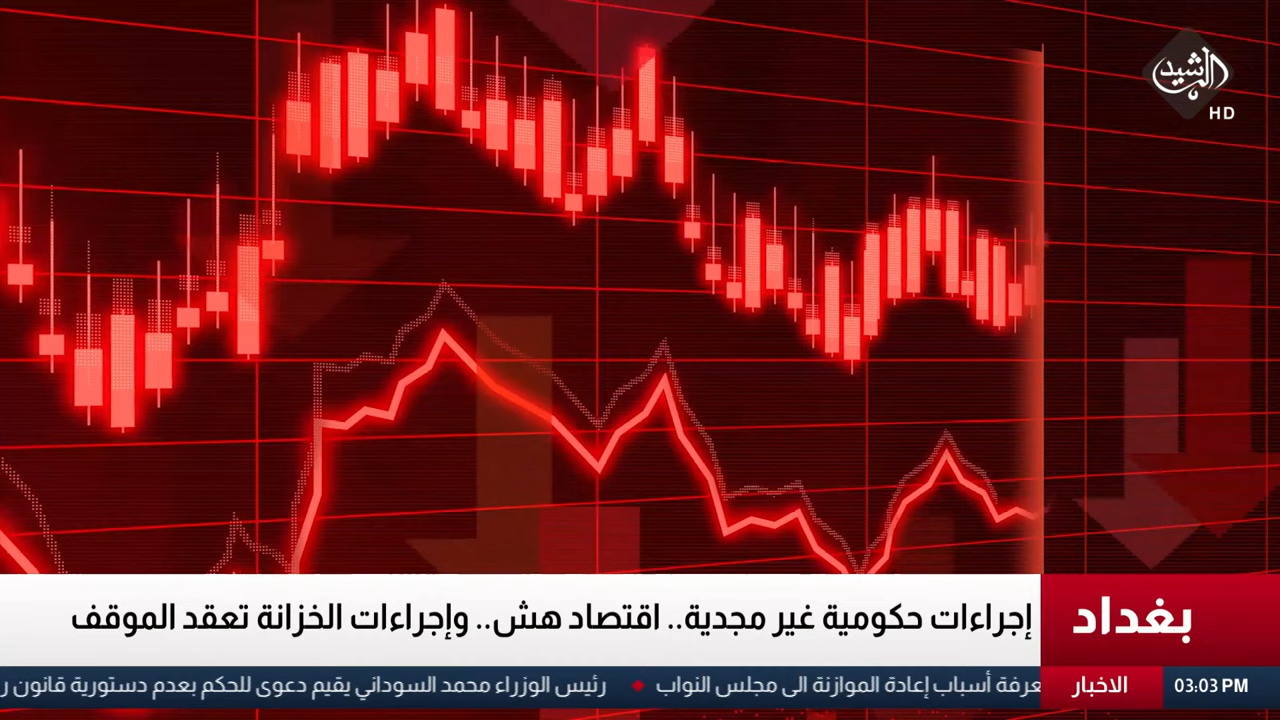 الرشيد
HD
بغداد
إجراءات حكومية غير مجدية.. اقتصاد هش.. وإجراءات الخزانة تعقد الموقف
03:03 PM
الاخبار
أسباب إعادة الموازنة الى مجلس النواب ♦ رئيس الوزراء محمد السوداني يقيم دعوى للحكم بعدم دستورية قانون